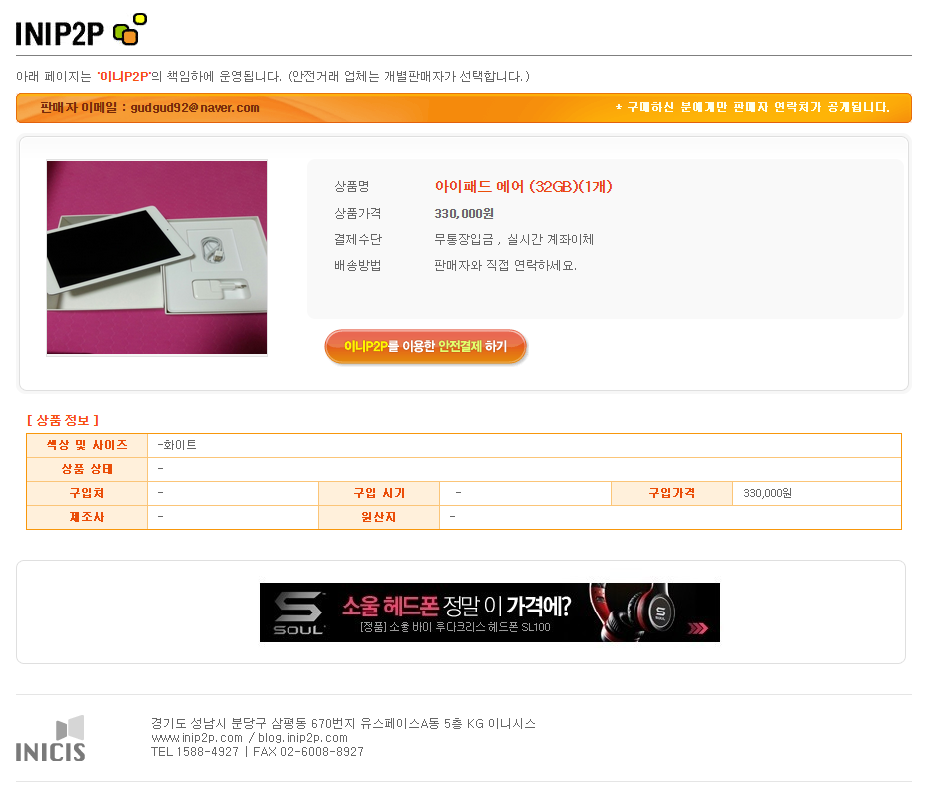 INIP2P
아래 페이지는 '이니P2P'의 책임하에 운영됩니다. (안전거래 업체는 개별판매자가 선택합니다.)
판매자 이메일 : gudgud92@naver.com
* 구매하신 분에게만 판매자 연락처가 공개됩니다.
상품명 아이패드 에어 (32GB)(1개)
상품가격 330,000원
결제수단 무통장입금 , 실시간 계좌이체
배송방법 판매자와 직접 연락하세요.
이니P2P를 이용한 안전결제 하기
[ 상품 정보 ]
색상 및 사이즈 -화이트
상품 상태 -
구입처 - 구입 시기 - 구입가격 330,000원
제조사 - 원산지 -
S SOUL
소울 헤드폰 정말 이 가격에?
[정품] 소울 바이 루다크리스 헤드폰 SL100
INICIS
경기도 성남시 분당구 삼평동 670번지 유스페이스A동 5층 KG 이니시스
www.inip2p.com / blog.inip2p.com
TEL 1588-4927 | FAX 02-6008-8927